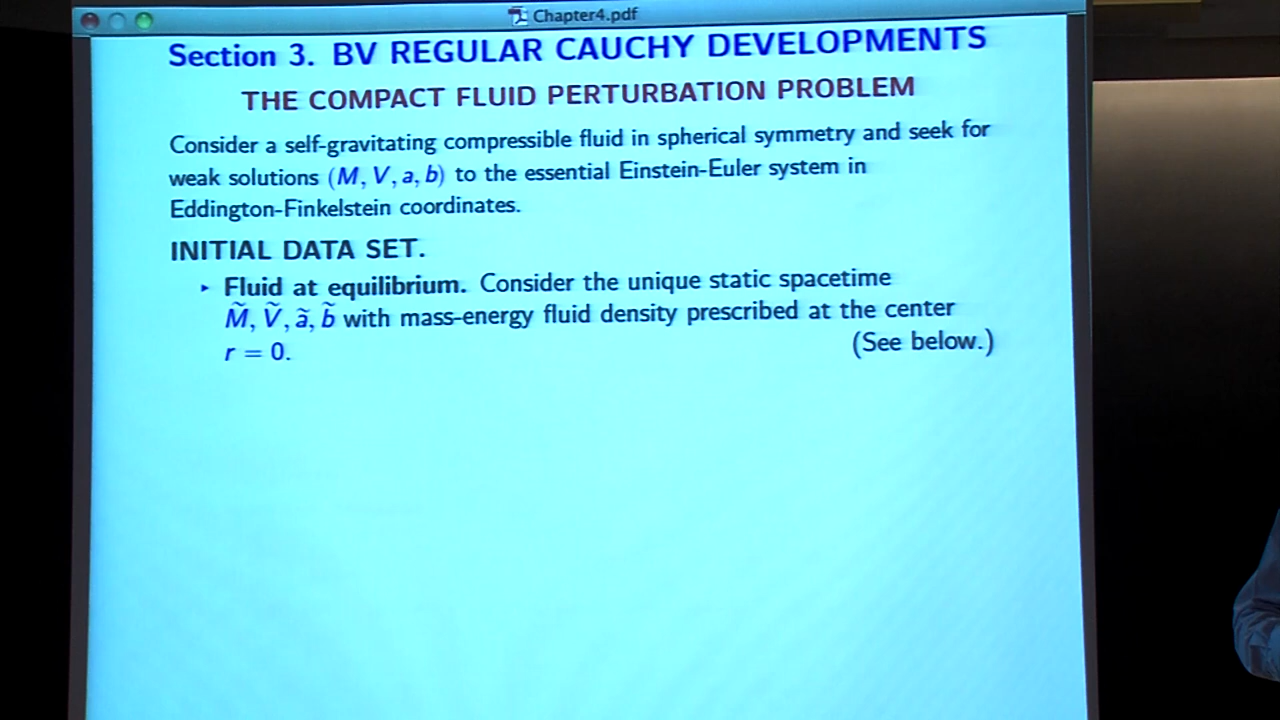 Chapter4.pdf
Section 3. BV REGULAR CAUCHY DEVELOPMENTS
THE COMPACT FLUID PERTURBATION PROBLEM
Consider a self-gravitating compressible fluid in spherical symmetry and seek for
weak solutions (M, V, a, b) to the essential Einstein-Euler system in
Eddington-Finkelstein coordinates.
INITIAL DATA SET.
▸ Fluid at equilibrium. Consider the unique static spacetime
M̃, Ṽ, ã, b̃ with mass-energy fluid density prescribed at the center
r = 0. (See below.)